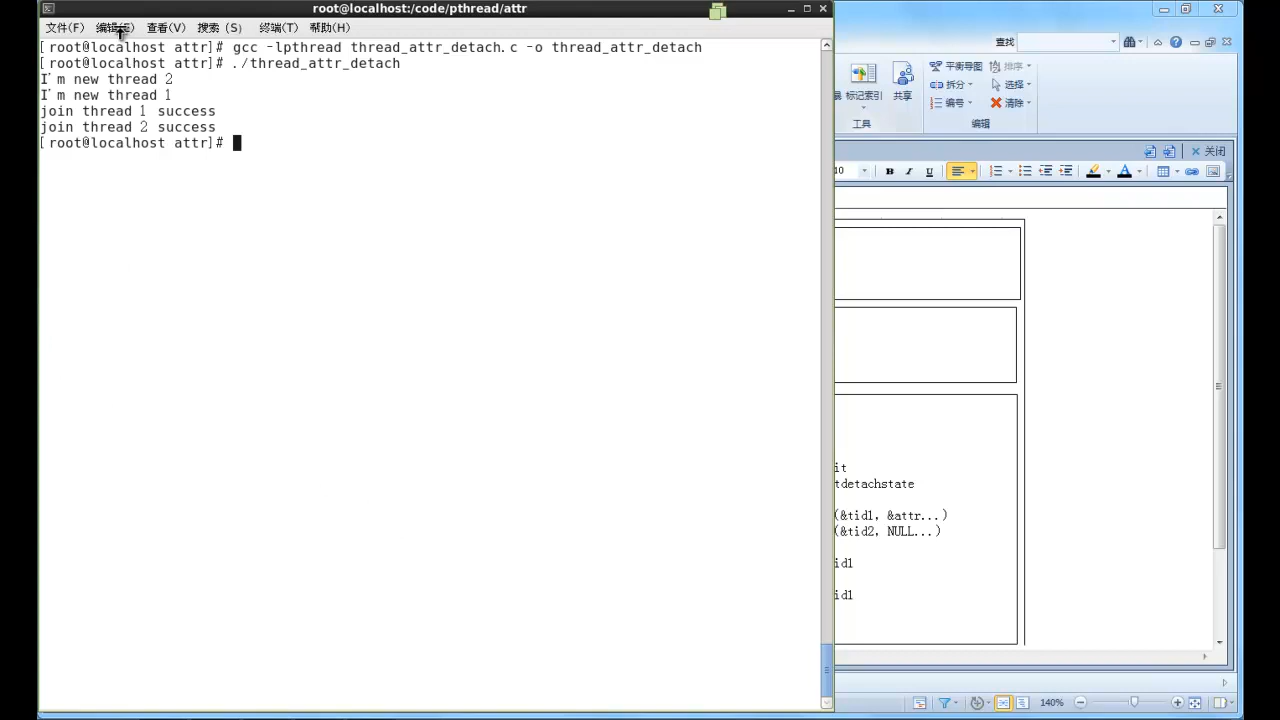 root@localhost:/code/pthread/attr
文件(F) 编辑(E) 查看(V) 搜索 (S) 终端(T) 帮助(H)
[root@localhost attr]# gcc -lpthread thread_attr_detach.c -o thread_attr_detach
[root@localhost attr]# ./thread_attr_detach
I'm new thread 2
I'm new thread 1
join thread 1 success
join thread 2 success
[root@localhost attr]#
查找
平衡导图 排序
标记索引 共享 拆分 选择
编号 清除
工具 编辑
关闭
10 B I U A
it
tdetachstate
(&tid1, &attr...)
(&tid2, NULL...)
id1
id1
140%